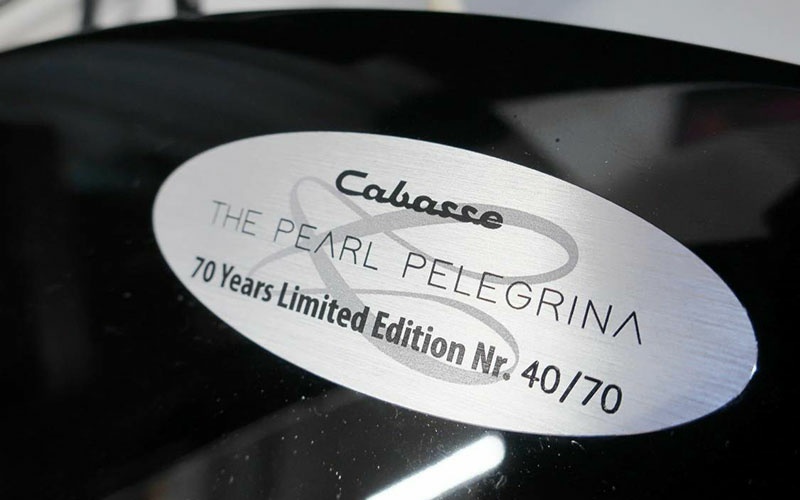 Cabasse
THE PEARL PELEGRINA
70 Years Limited Edition Nr. 40/70